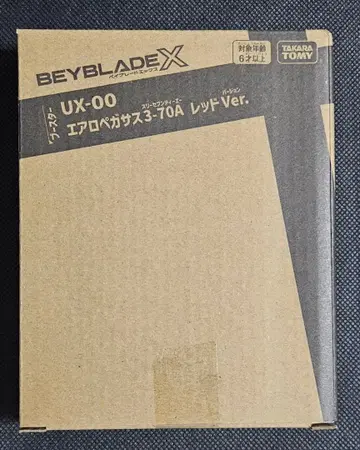 BEYBLADE X
ベイブレードエックス
対象年齢
6才以上
TAKARA TOMY
ブースター
UX-00
スリーセブンティーエー
バージョン
エアロペガサス3-70A レッドVer.